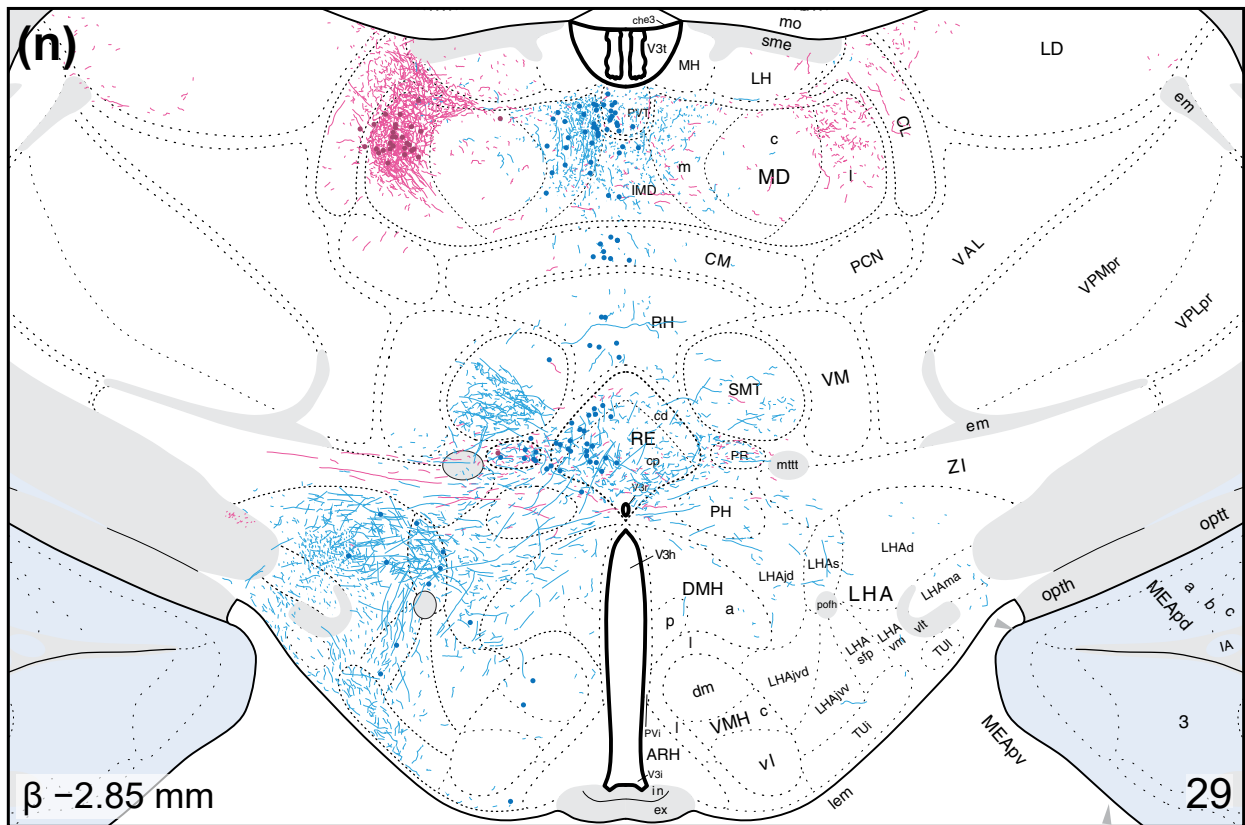 (n)
che3
mo
sme
V3t
MH
LH
LD
em
PVT
CL
c
m
MD
l
IMD
CM
PCN
VAL
VPMpr
VPLpr
RH
SMT
VM
cd
RE
em
cp
PR
mttt
ZI
V3r
PH
optt
V3h
LHAd
LHAs
LHAjd
DMH
a
LHA
LHAma
opth
MEApd
a
b
c
pofh
p
vlt
LHA
sfp
LHA
vm
TUl
IA
l
dm
LHAjvd
LHAjvv
VMH
c
3
TUi
PVi
l
MEApv
ARH
vl
V3i
in
lem
ex
β −2.85 mm
29